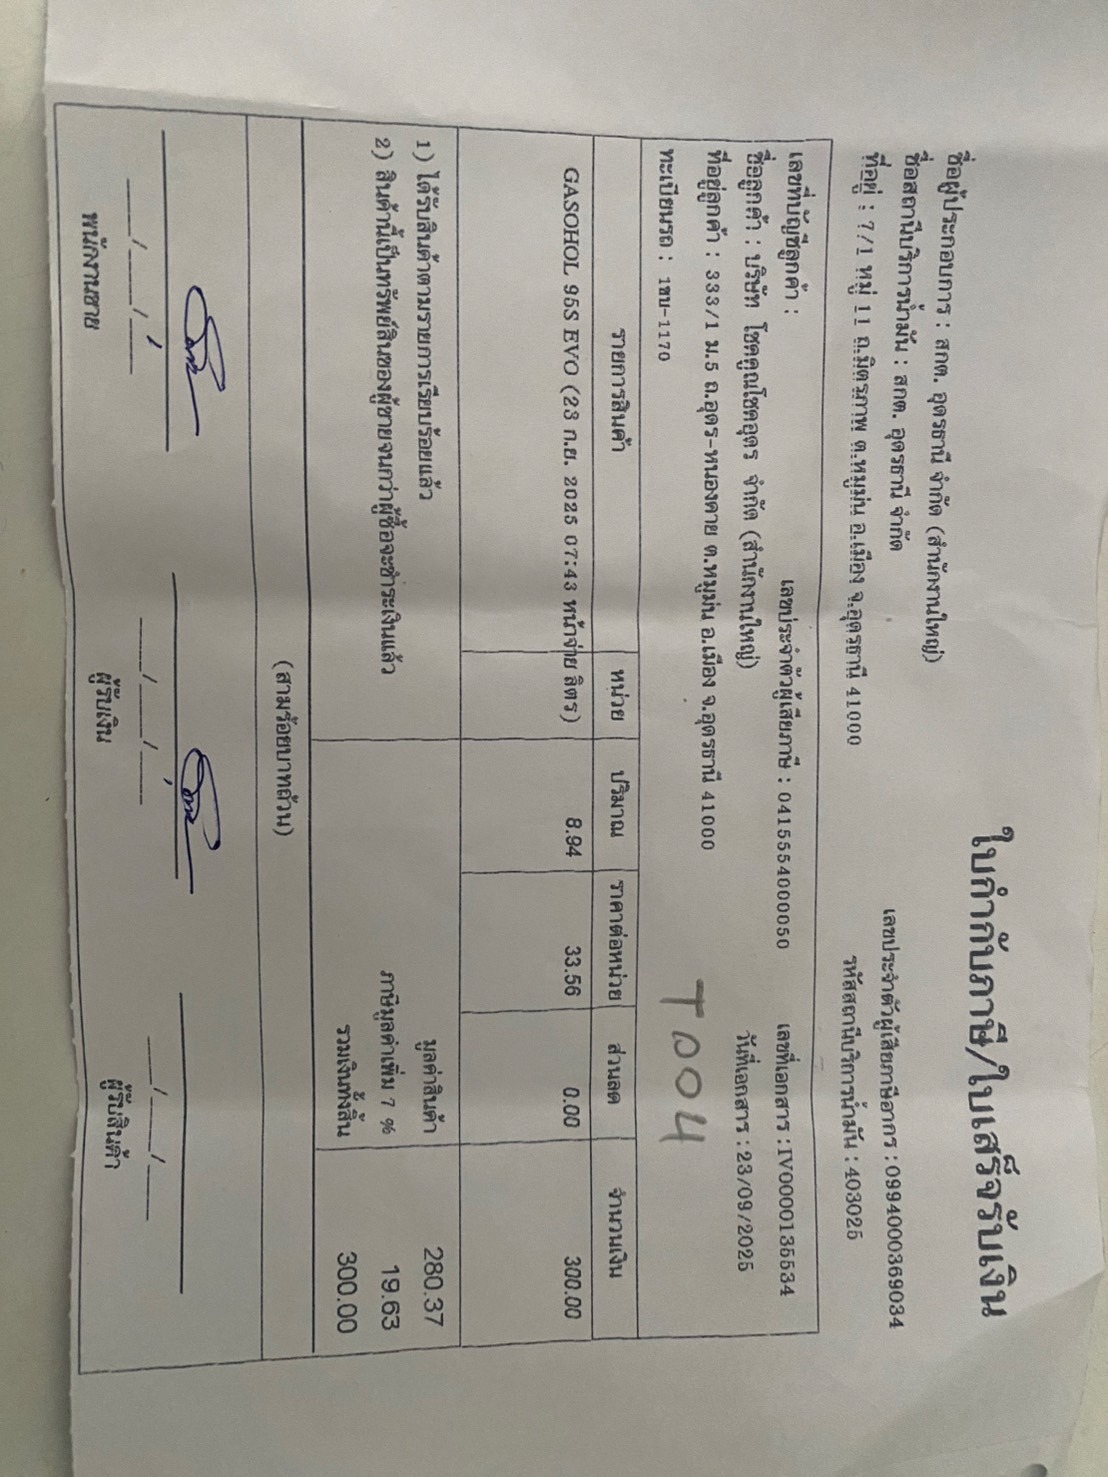 ใบกำกับภาษี/ใบเสร็จรับเงิน
ชื่อผู้ประกอบการ : สกต. อุดรธานี จำกัด (สำนักงานใหญ่)
เลขประจำตัวผู้เสียภาษีอากร : 0994000369034
ชื่อสถานีบริการน้ำมัน : สกต. อุดรธานี จำกัด
รหัสสถานีบริการน้ำมัน : 403025
ที่อยู่ : 7/1 หมู่ 11 ถ.มิตรภาพ ต.หมูม่น อ.เมือง จ.อุดรธานี 41000
เลขที่บัญชีลูกค้า : เลขประจำตัวผู้เสียภาษี : 0415554000050 เลขที่เอกสาร : IV0000135534
ชื่อลูกค้า : บริษัท โชคคูณโชคอุดร จำกัด (สำนักงานใหญ่) วันที่เอกสาร : 23/09/2025
ที่อยู่ลูกค้า : 333/1 ม.5 ถ.อุดร-หนองคาย ต.หมูม่น อ.เมือง จ.อุดรธานี 41000
ทะเบียนรถ : 1ขบ-1170 T004
รายการสินค้า หน่วย ปริมาณ ราคาต่อหน่วย ส่วนลด จำนวนเงิน
GASOHOL 95S EVO (23 ก.ย. 2025 07:43 หน้าจ่าย ลิตร) 8.94 33.56 0.00 300.00
1) ได้รับสินค้าตามรายการเรียบร้อยแล้ว มูลค่าสินค้า 280.37
2) สินค้านี้เป็นทรัพย์สินของผู้ขายจนกว่าผู้ซื้อจะชำระเงินแล้ว ภาษีมูลค่าเพิ่ม 7 % 19.63
รวมเงินทั้งสิ้น 300.00
(สามร้อยบาทถ้วน)
___/___/___ ___/___/___ ___/___/___
พนักงานขาย ผู้รับเงิน ผู้รับสินค้า